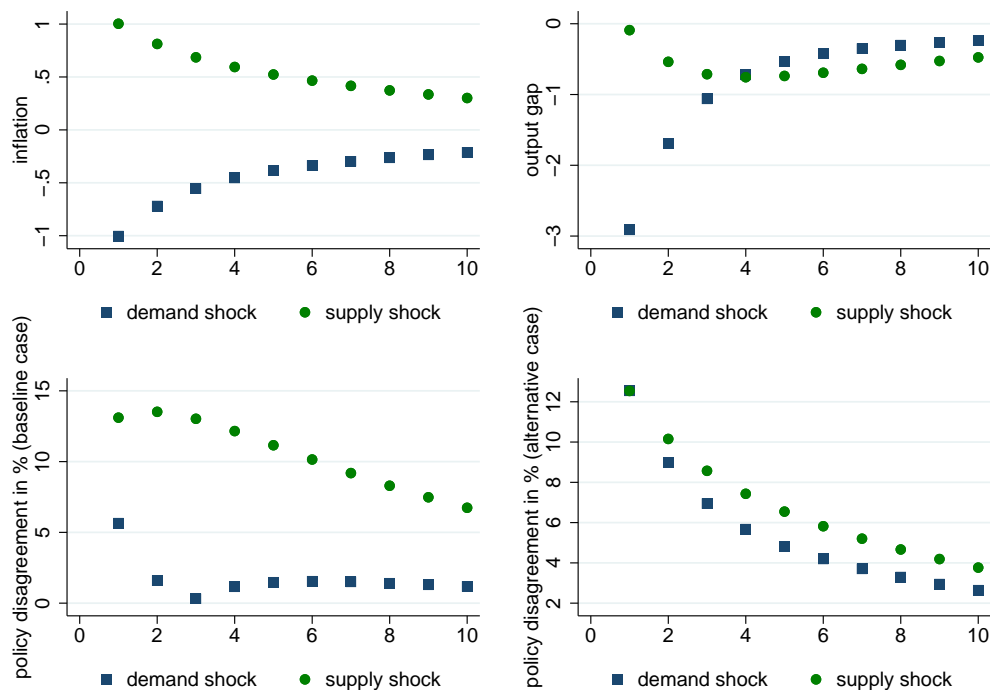 inflation
1
.5
0
−.5
−1
0 2 4 6 8 10
demand shock supply shock
output gap
0
−1
−2
−3
0 2 4 6 8 10
demand shock supply shock
policy disagreement in % (baseline case)
15
10
5
0
0 2 4 6 8 10
demand shock supply shock
policy disagreement in % (alternative case)
12
10
8
6
4
2
0 2 4 6 8 10
demand shock supply shock